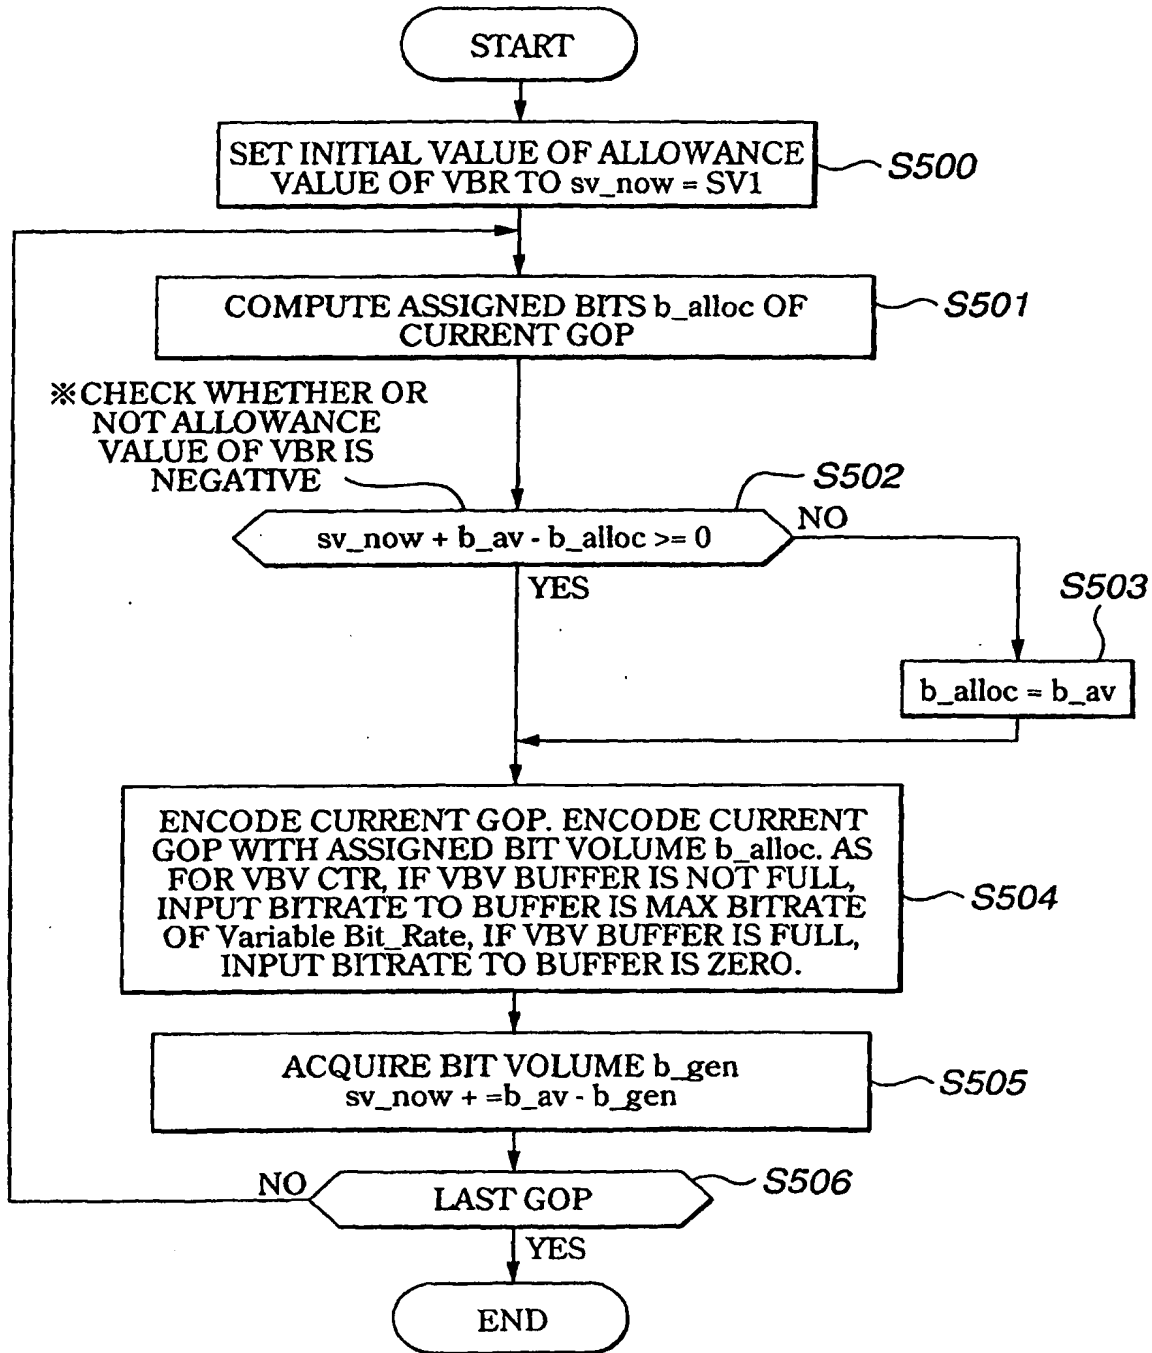 START
SET INITIAL VALUE OF ALLOWANCE
VALUE OF VBR TO sv_now = SV1
S500
COMPUTE ASSIGNED BITS b_alloc OF
CURRENT GOP
S501
※CHECK WHETHER OR
NOT ALLOWANCE
VALUE OF VBR IS
NEGATIVE
S502
sv_now + b_av - b_alloc >= 0
NO
YES
S503
b_alloc = b_av
ENCODE CURRENT GOP. ENCODE CURRENT
GOP WITH ASSIGNED BIT VOLUME b_alloc. AS
FOR VBV CTR, IF VBV BUFFER IS NOT FULL,
INPUT BITRATE TO BUFFER IS MAX BITRATE
OF Variable Bit_Rate, IF VBV BUFFER IS FULL,
INPUT BITRATE TO BUFFER IS ZERO.
S504
ACQUIRE BIT VOLUME b_gen
sv_now + =b_av - b_gen
S505
NO
LAST GOP
S506
YES
END